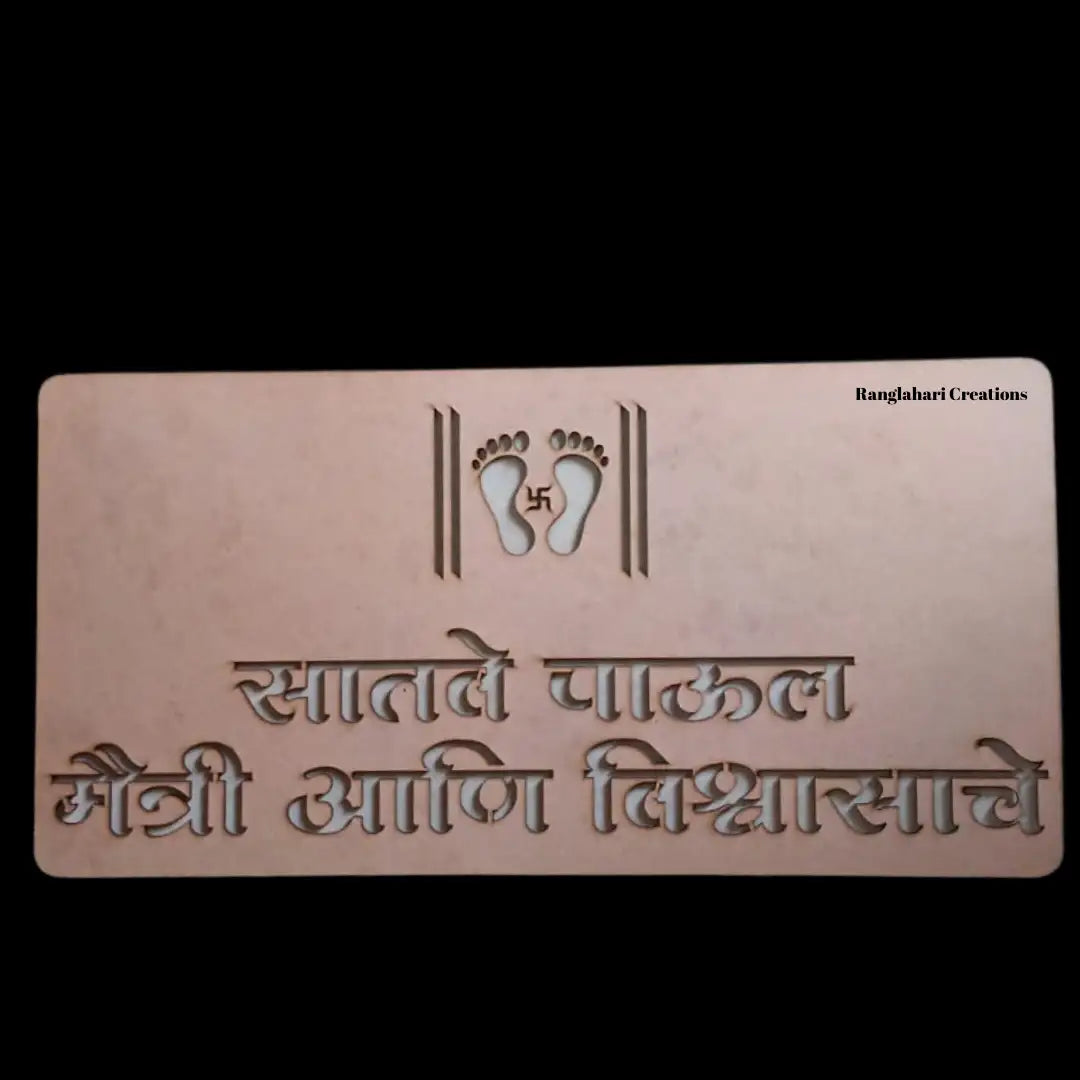 Ranglahari Creations
सातवे पाऊल
मैत्री आणि विश्वासाचे